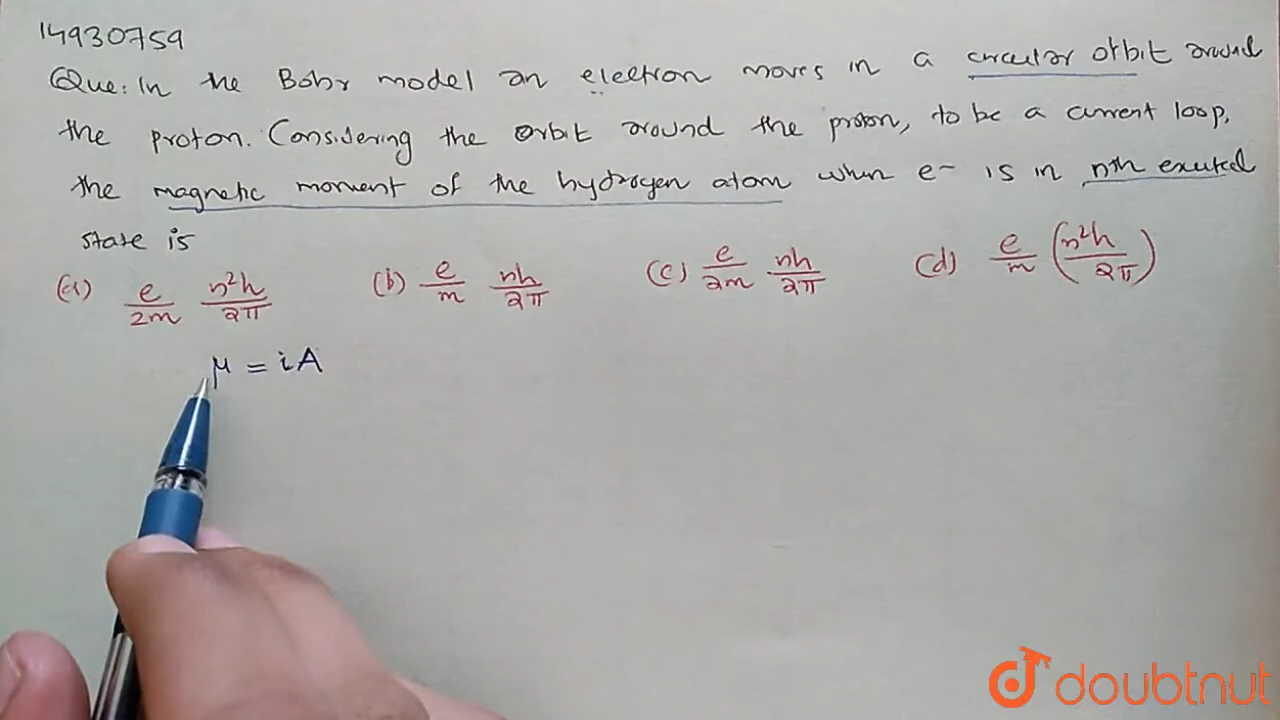 14930759
Que: In the Bohr model an electron moves in a circular orbit around
the proton. Considering the orbit around the proton, to be a current loop,
the magnetic moment of the hydrogen atom when e- is in nth excited
state is
(a) e/2m n²h/2π (b) e/m nh/2π (c) e/2m nh/2π (d) e/m (n²h/2π)
μ = iA
doubtnut